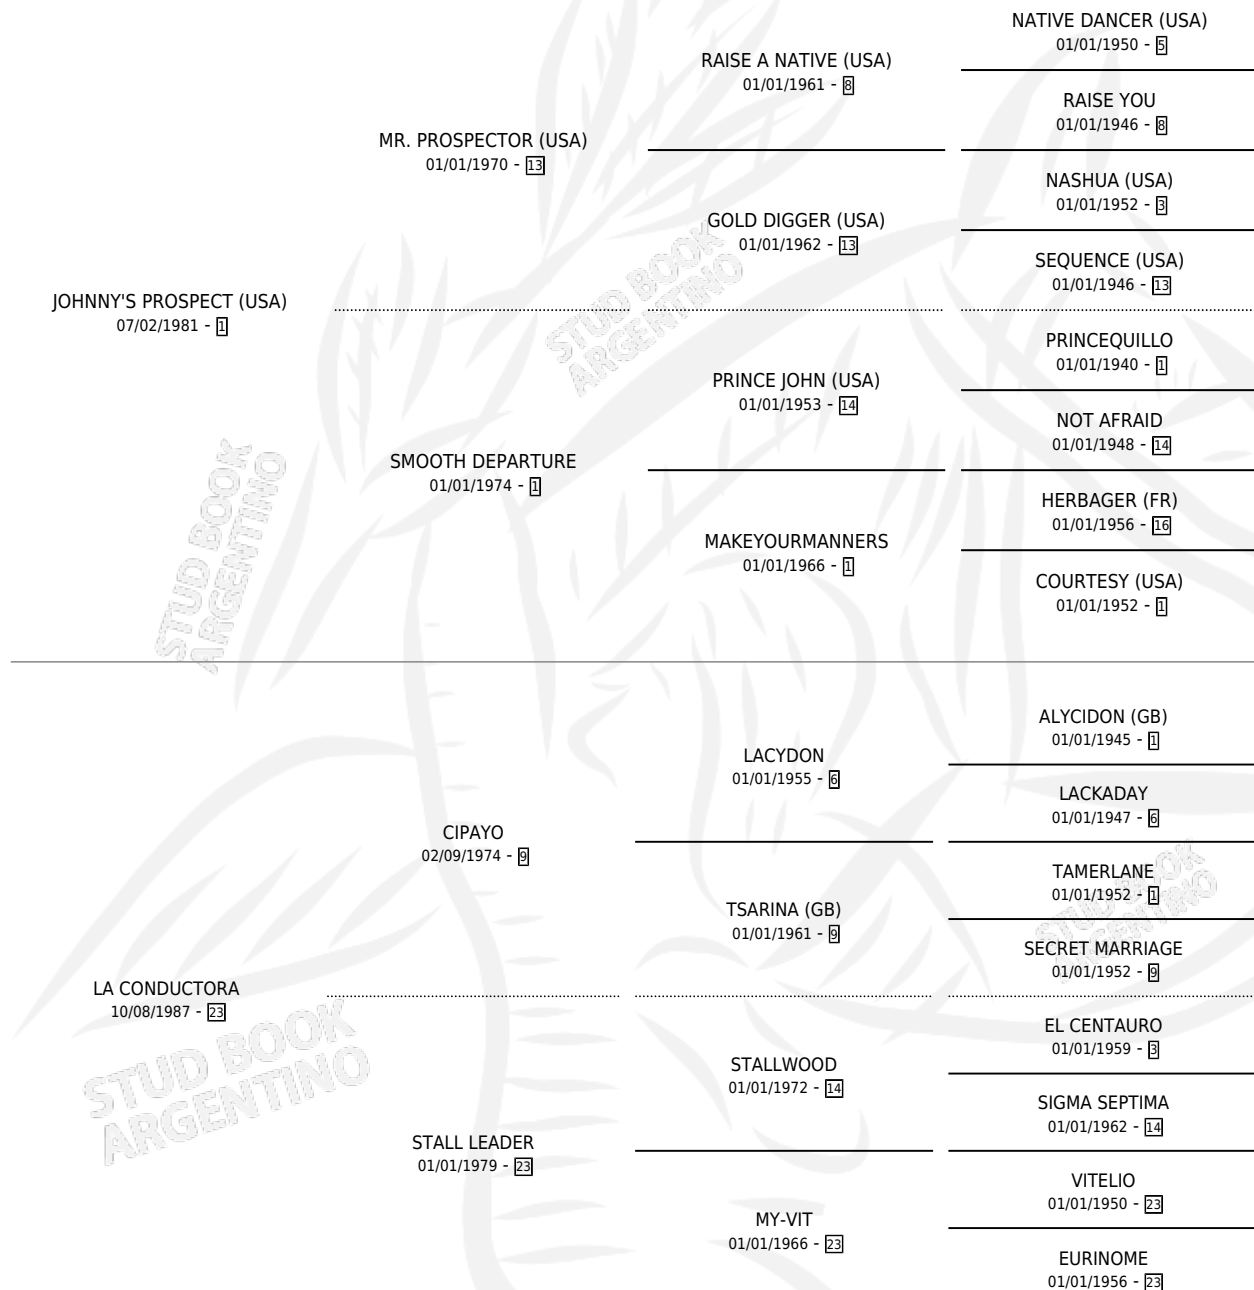 NATIVE DANCER (USA)
01/01/1950 - 5
RAISE A NATIVE (USA)
01/01/1961 - 8
RAISE YOU
01/01/1946 - 8
MR. PROSPECTOR (USA)
01/01/1970 - 13
NASHUA (USA)
01/01/1952 - 3
GOLD DIGGER (USA)
01/01/1962 - 13
SEQUENCE (USA)
01/01/1946 - 13
JOHNNY'S PROSPECT (USA)
07/02/1981 - 1
STUD BOOK
ARGENTINO
PRINCEQUILLO
01/01/1940 - 1
PRINCE JOHN (USA)
01/01/1953 - 14
NOT AFRAID
01/01/1948 - 14
SMOOTH DEPARTURE
01/01/1974 - 1
HERBAGER (FR)
01/01/1956 - 16
MAKEYOURMANNERS
01/01/1966 - 1
COURTESY (USA)
01/01/1952 - 1
STUD BOOK
ARGENTINO
ALYCIDON (GB)
01/01/1945 - 1
LACYDON
01/01/1955 - 6
LACKADAY
01/01/1947 - 6
CIPAYO
02/09/1974 - 9
TAMERLANE
01/01/1952 - 1
TSARINA (GB)
01/01/1961 - 9
SECRET MARRIAGE
01/01/1952 - 9
STUD BOOK
ARGENTINO
LA CONDUCTORA
10/08/1987 - 23
EL CENTAURO
01/01/1959 - 3
STALLWOOD
01/01/1972 - 14
SIGMA SEPTIMA
01/01/1962 - 14
STUD BOOK
ARGENTINO
STALL LEADER
01/01/1979 - 23
VITELIO
01/01/1950 - 23
MY-VIT
01/01/1966 - 23
EURINOME
01/01/1956 - 23